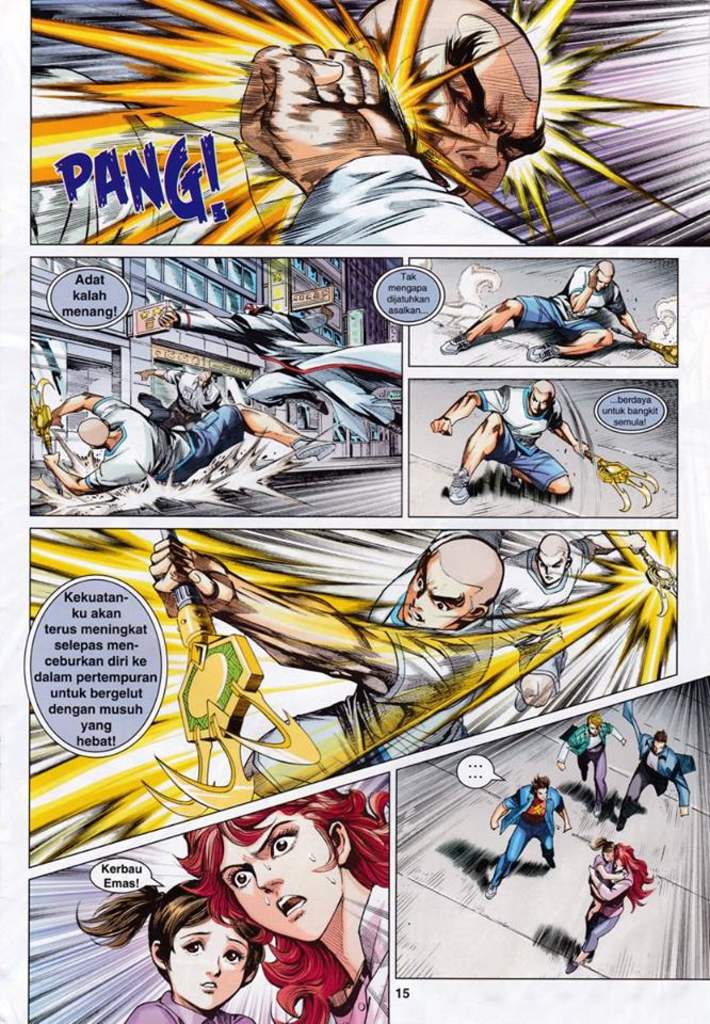 PANG!
Adat
kalah
menang!
Tak
mengapa
dijatuhkan
asalkan...
...berdaya
untuk bangkit
semula!
Kekuatan-
ku akan
terus meningkat
selepas men-
ceburkan diri ke
dalam pertempuran
untuk bergelut
dengan musuh
yang
hebat!
...
...
Kerbau
Emas!
15